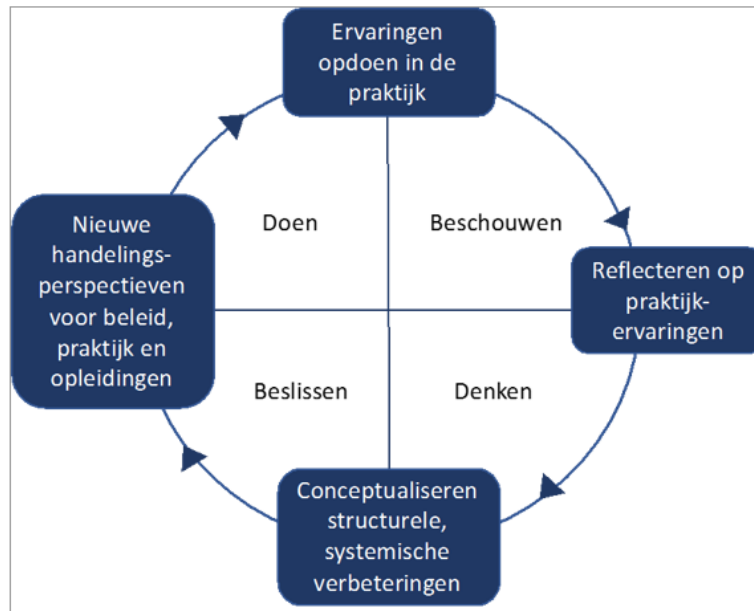 Ervaringen
opdoen in de
praktijk
Doen
Beschouwen
Nieuwe
handelings-
perspectieven
voor beleid,
praktijk en
opleidingen
Reflecteren op
praktijk-
ervaringen
Beslissen
Denken
Conceptualiseren
structurele,
systemische
verbeteringen